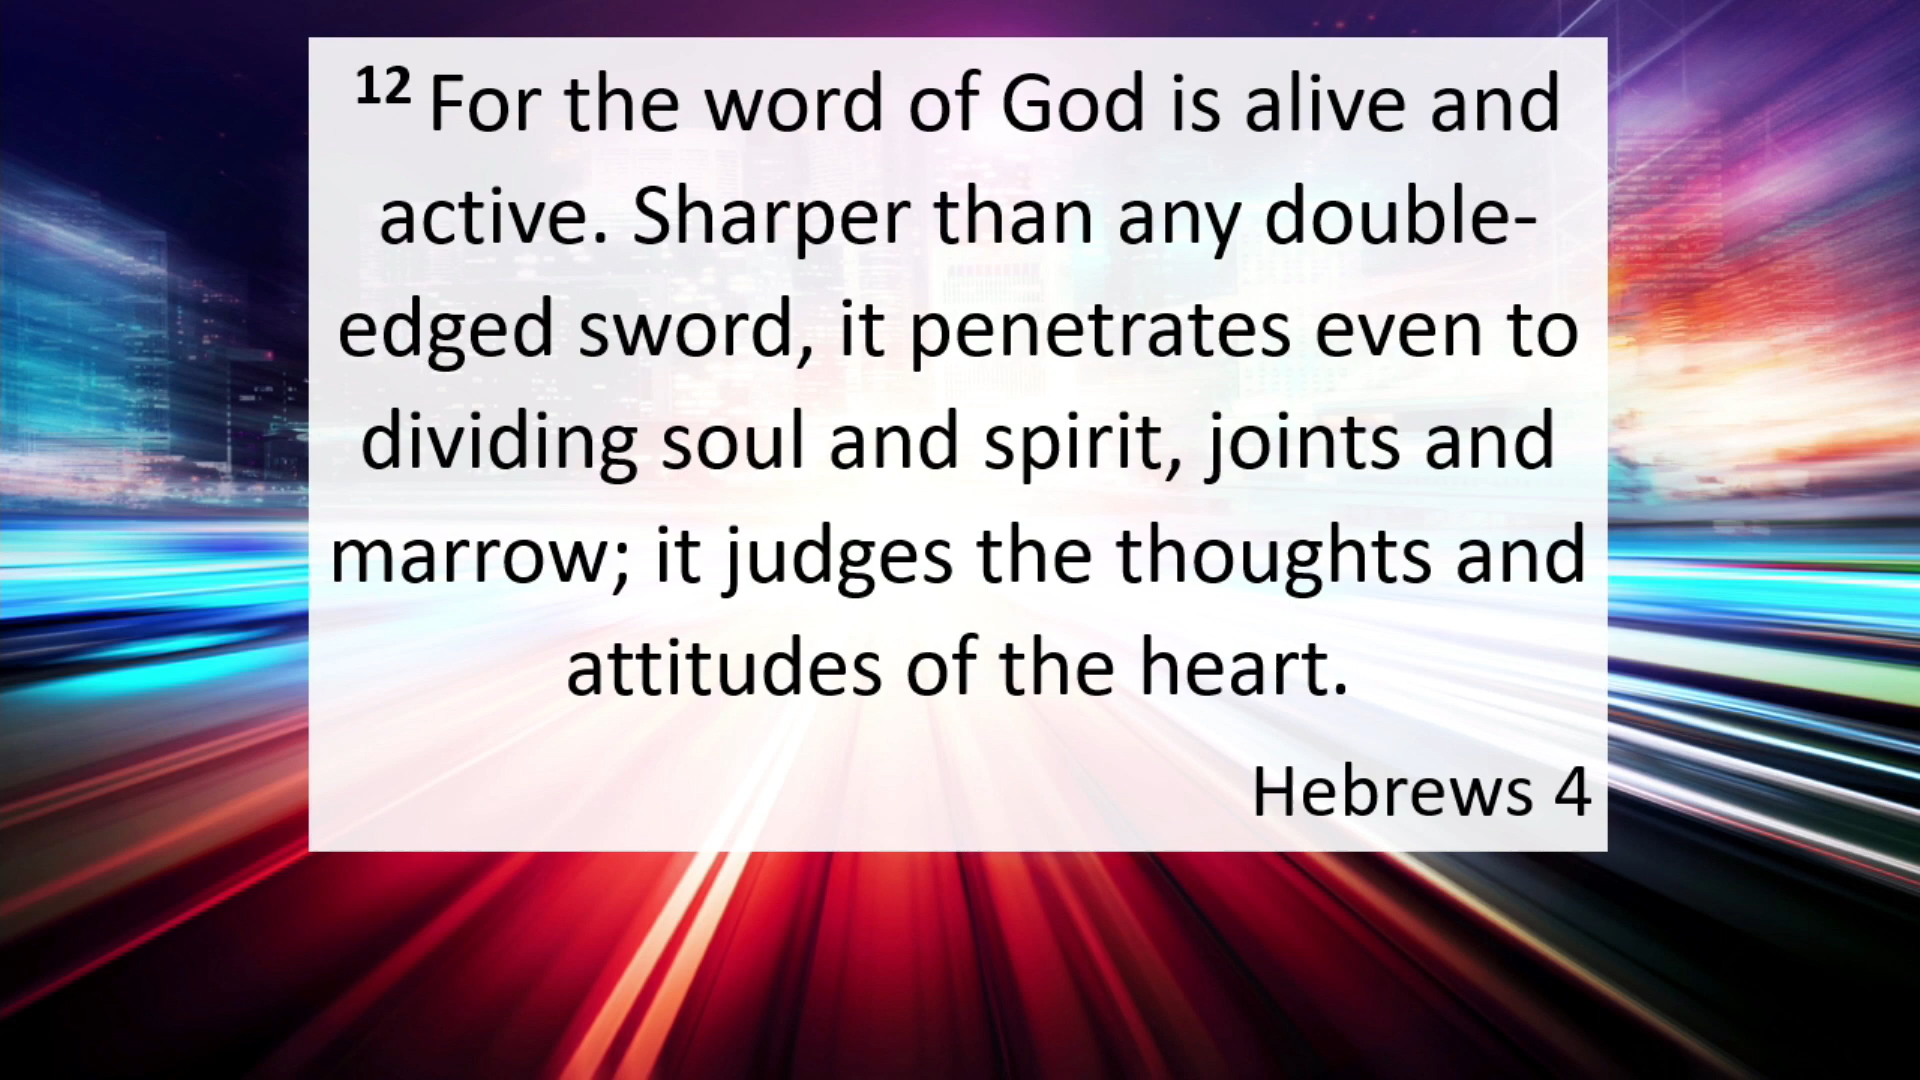 12 For the word of God is alive and
active. Sharper than any double-
edged sword, it penetrates even to
dividing soul and spirit, joints and
marrow; it judges the thoughts and
attitudes of the heart.
Hebrews 4